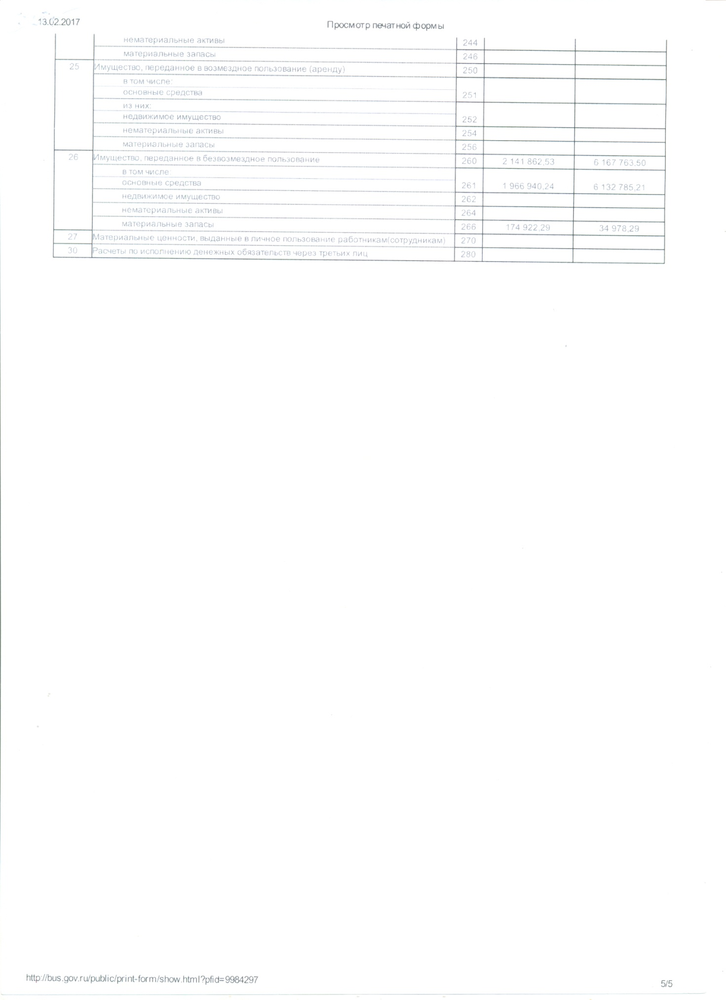 13.02.2017
Просмотр печатной формы
нематериальные активы 244
материальные запасы 246
25 Имущество, переданное в возмездное пользование (аренду) 250
в том числе:
основные средства 251
из них:
недвижимое имущество 252
нематериальные активы 254
материальные запасы 256
26 Имущество, переданное в безвозмездное пользование 260 2 141 862,53 6 167 763,50
в том числе:
основные средства 261 1 966 940,24 6 132 785,21
недвижимое имущество 262
нематериальные активы 264
материальные запасы 266 174 922,29 34 978,29
27 Материальные ценности, выданные в личное пользование работникам(сотрудникам) 270
30 Расчеты по исполнению денежных обязательств через третьих лиц 280
http://bus.gov.ru/public/print-form/show.html?pfid=9984297
5/5